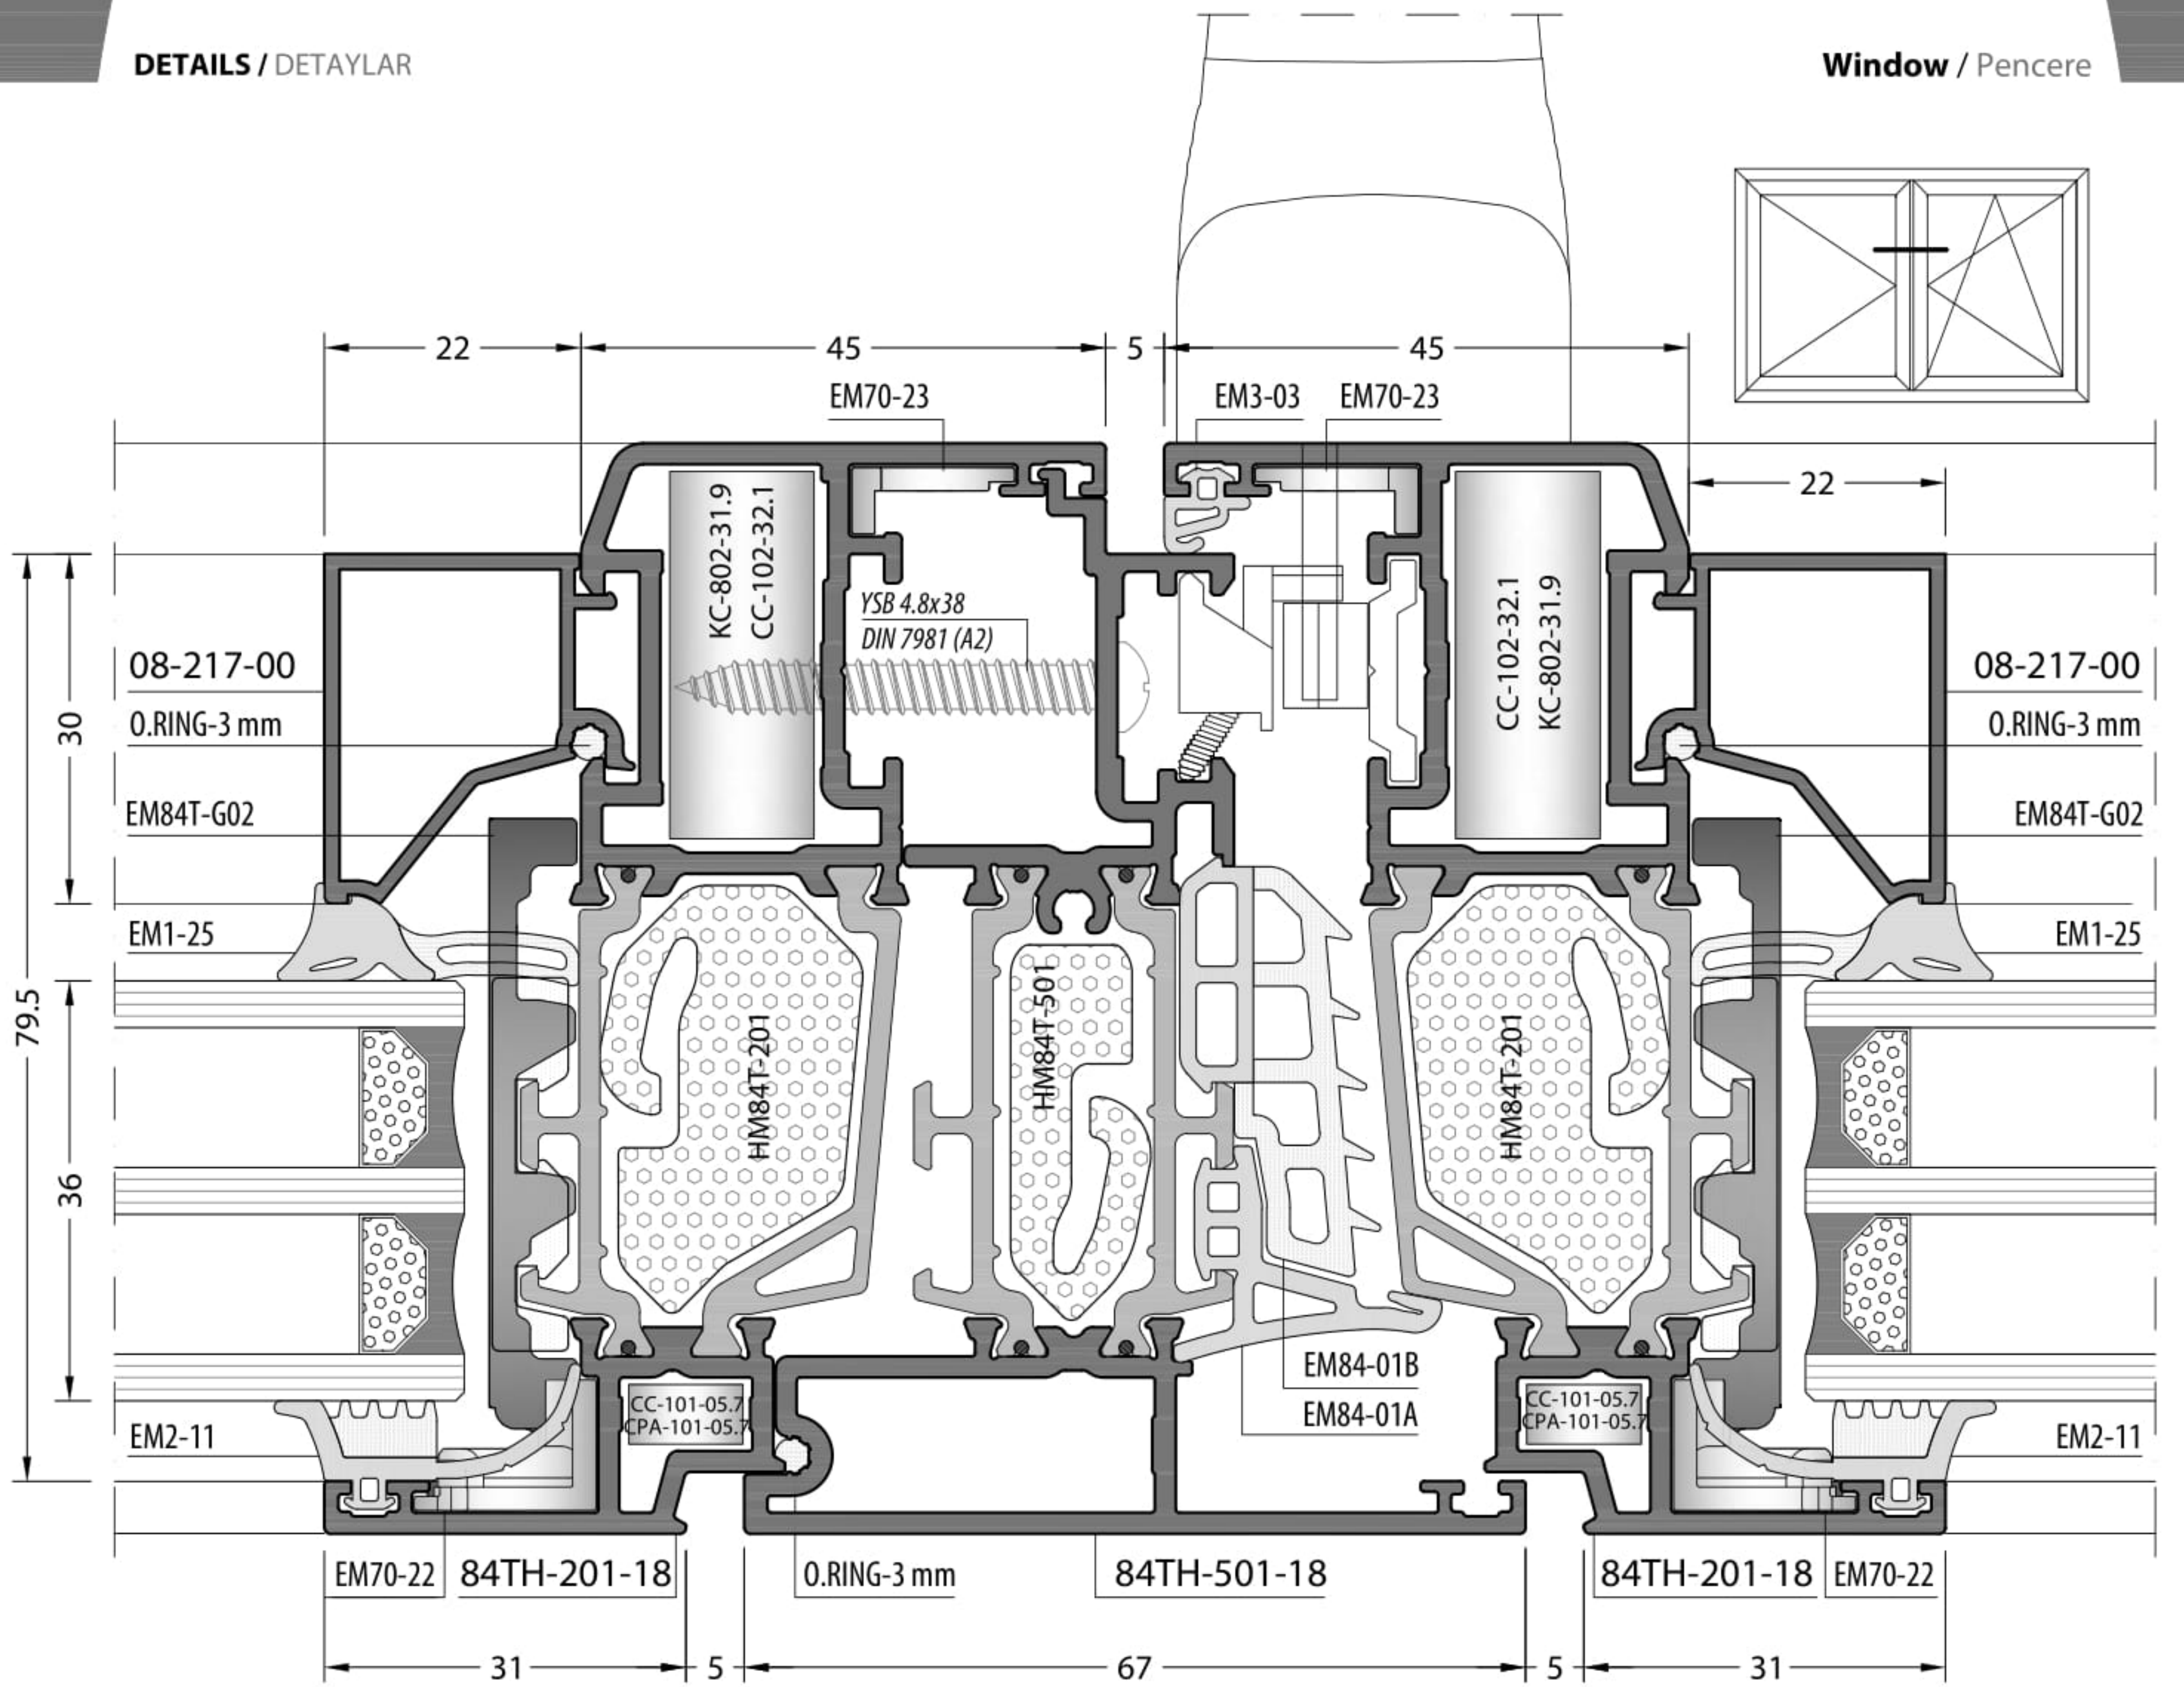 DETAILS / DETAYLAR
Window / Pencere
22
45
5
45
EM70-23
EM3-03
EM70-23
22
KC-802-31.9
CC-102-32.1
YSB 4.8x38
DIN 7981 (A2)
CC-102-32.1
KC-802-31.9
08-217-00
08-217-00
O.RING-3 mm
O.RING-3 mm
30
EM84T-G02
EM84T-G02
EM1-25
EM1-25
79.5
HM84T-201
HM84T-501
HM84T-201
36
EM84-01B
EM84-01A
CC-101-05.7
CPA-101-05.7
CC-101-05.7
CPA-101-05.7
EM2-11
EM2-11
EM70-22
84TH-201-18
O.RING-3 mm
84TH-501-18
84TH-201-18
EM70-22
31
5
67
5
31